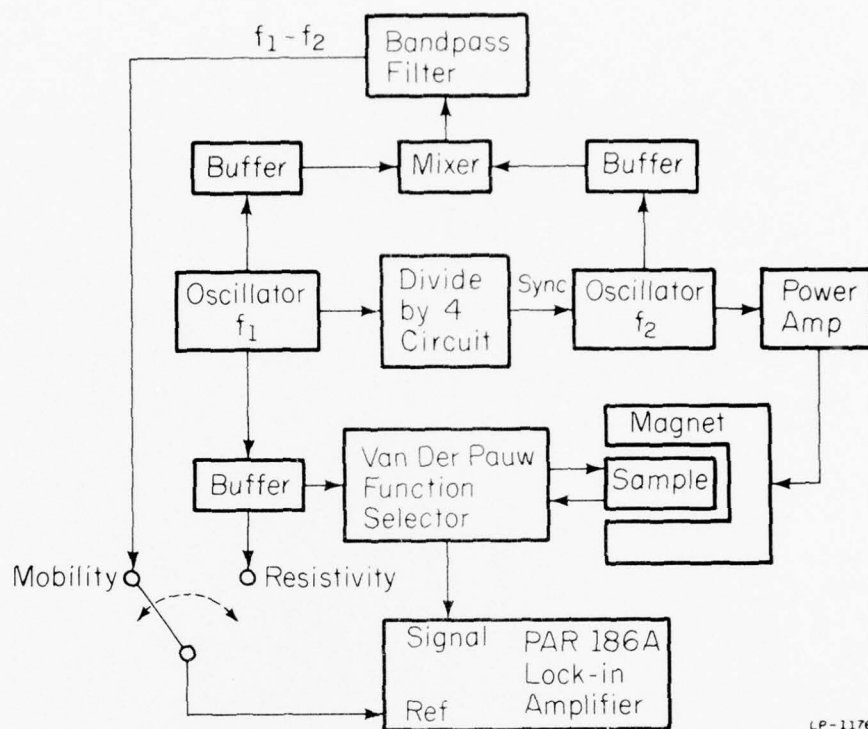 f1-f2
Bandpass
Filter
Buffer
Mixer
Buffer
Oscillator
f1
Divide
by 4
Circuit
Sync
Oscillator
f2
Power
Amp
Magnet
Van Der Pauw
Function
Selector
Sample
Buffer
Mobility
Resistivity
Signal
PAR 186A
Lock-in
Amplifier
Ref